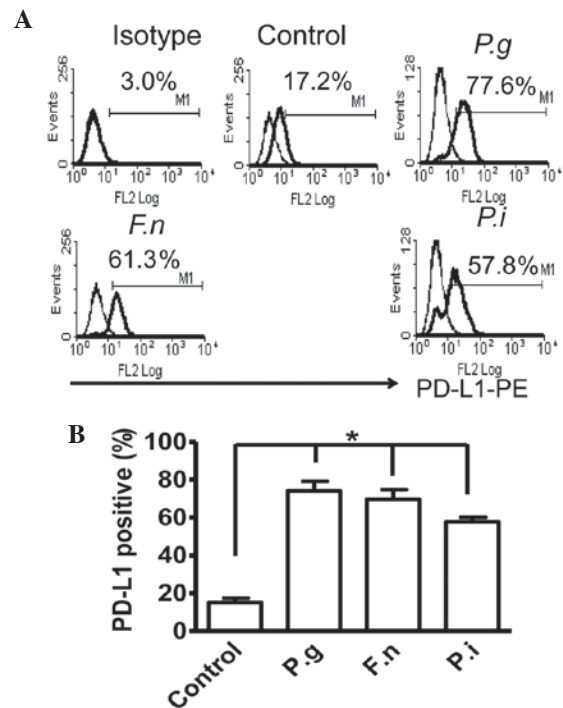 A
Isotype
Control
P.g
256
Events
0
3.0%
M1
10⁰ 10¹ 10² 10³ 10⁴
FL2 Log
256
Events
0
17.2%
M1
10⁰ 10¹ 10² 10³ 10⁴
FL2 Log
128
Events
0
77.6%
M1
10⁰ 10¹ 10² 10³ 10⁴
FL2 Log
F.n
P.i
256
Events
0
61.3%
M1
10⁰ 10¹ 10² 10³ 10⁴
FL2 Log
128
Events
0
57.8%
M1
10⁰ 10¹ 10² 10³ 10⁴
FL2 Log
PD-L1-PE
B
PD-L1 positive (%)
100
80
60
40
20
0
*
Control
P.g
F.n
P.i